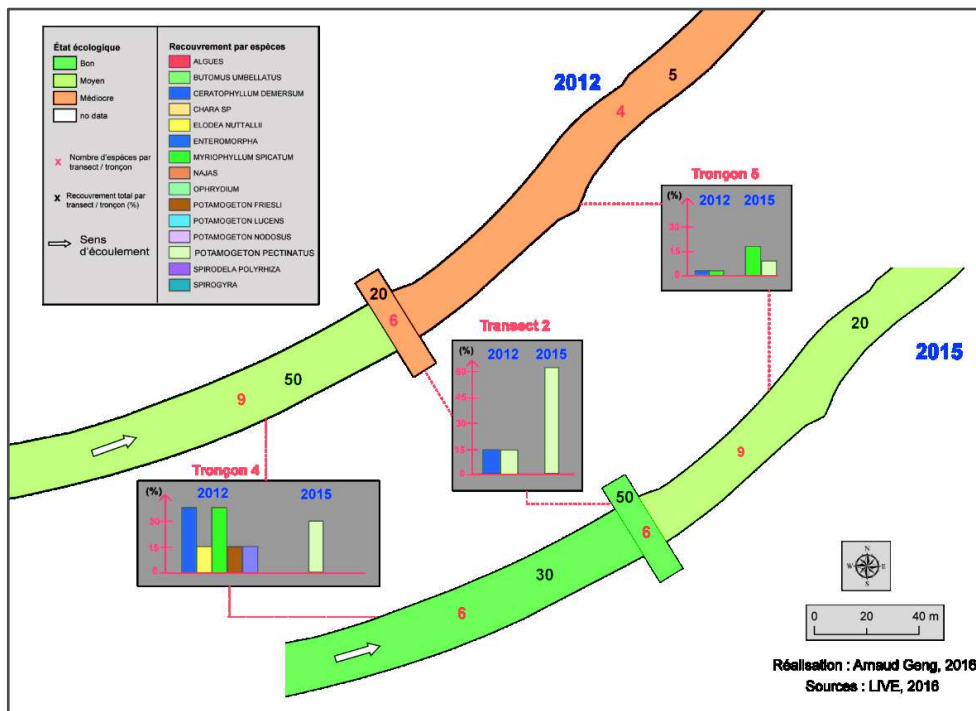 État écologique
Bon
Moyen
Médiocre
no data
x Nombre d'espèces par
transect / tronçon
x Recouvrement total par
transect / tronçon (%)
Sens
d'écoulement
Recouvrement par espèces
ALGUES
BUTOMUS UMBELLATUS
CERATOPHYLLUM DEMERSUM
CHARA SP
ELODEA NUTTALLII
ENTEROMORPHA
MYRIOPHYLLUM SPICATUM
NAJAS
OPHRYDIUM
POTAMOGETON FRIESLI
POTAMOGETON LUCENS
POTAMOGETON NODOSUS
POTAMOGETON PECTINATUS
SPIRODELA POLYRHIZA
SPIROGYRA
2012
5
4
Tronçon 5
(%)
2012 2015
30
15
0
20
6
50
9
Transect 2
(%)
2012 2015
60
15
0
2015
20
9
Tronçon 4
(%)
2012 2015
30
15
0
50
6
30
6
N
W E
S
0 20 40 m
Réalisation : Arnaud Geng, 2016
Sources : LIVE, 2016